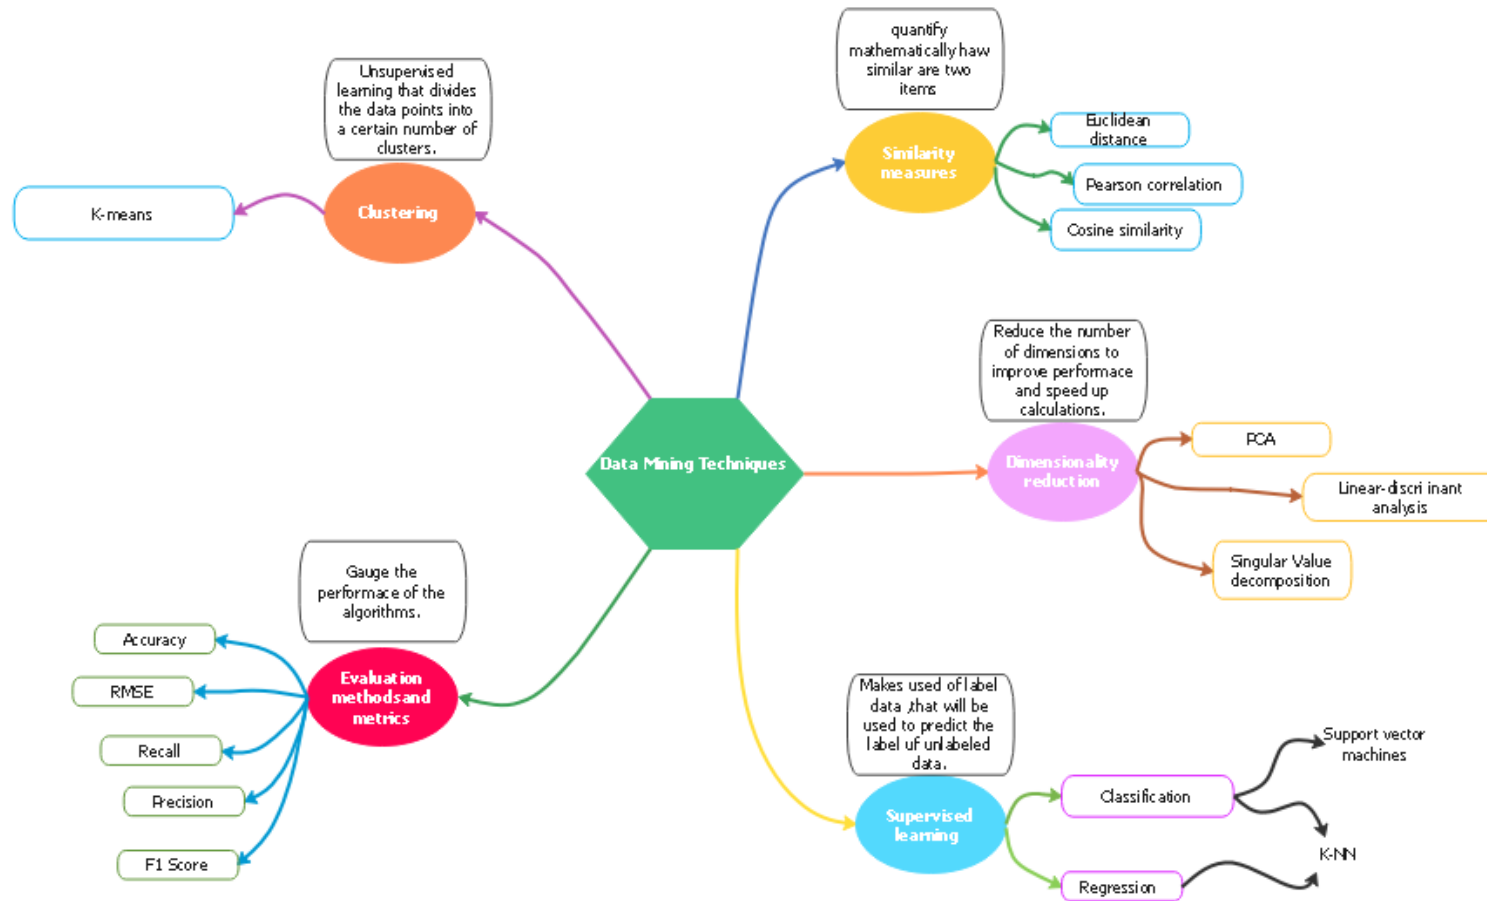 quantify
mathematically haw
similar are two
items
Unsupervised
learning that divides
the data points into
a certain number of
clusters.
Similarity
measures
Euclidean
distance
Pearson correlation
Cosine similarity
Clustering
K-means
Reduce the number
of dimensions to
improve performace
and speed up
calculations.
Data Mining Techniques
Dimensionality
reduction
PCA
Linear-discri inant
analysis
Singular Value
decomposition
Gauge the
performace of the
algorithms.
Evaluation
methods and
metrics
Accuracy
RMSE
Recall
Precision
F1 Score
Makes used of label
data ,that will be
used to predict the
label of unlabeled
data.
Supervised
learning
Classification
Regression
Support vector
machines
K-NN